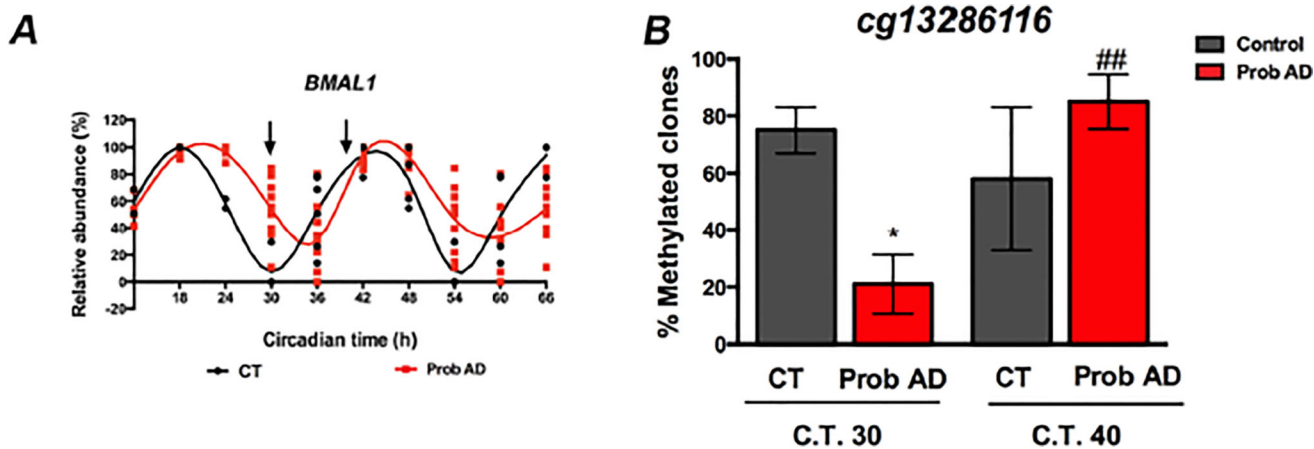 A
BMAL1
Relative abundance (%)
120
100
80
60
40
20
0
-20
18
24
30
36
42
48
54
60
66
Circadian time (h)
CT
Prob AD
B
cg13286116
Control
Prob AD
% Methylated clones
100
80
60
40
20
0
*
##
CT Prob AD CT Prob AD
C.T. 30 C.T. 40